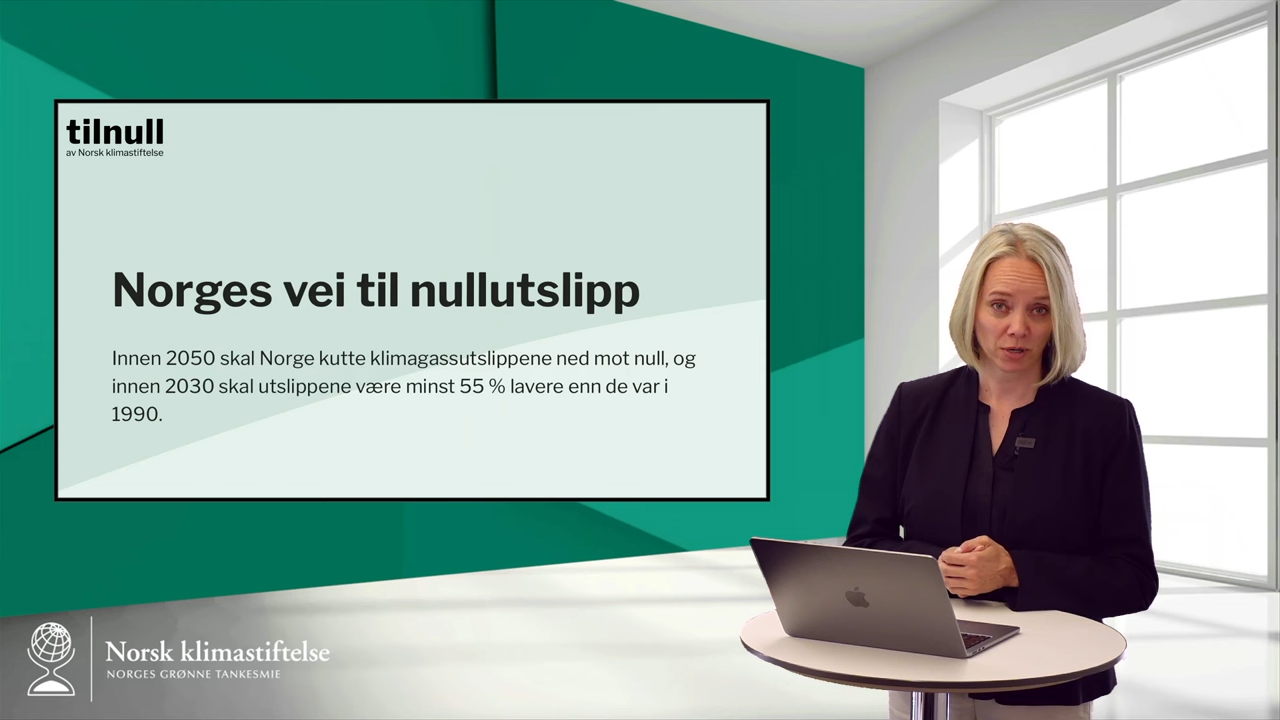 tilnull
av Norsk klimastiftelse
Norges vei til nullutslipp
Innen 2050 skal Norge kutte klimagassutslippene ned mot null, og
innen 2030 skal utslippene være minst 55 % lavere enn de var i
1990.
Norsk klimastiftelse
NORGES GRØNNE TANKESMIE